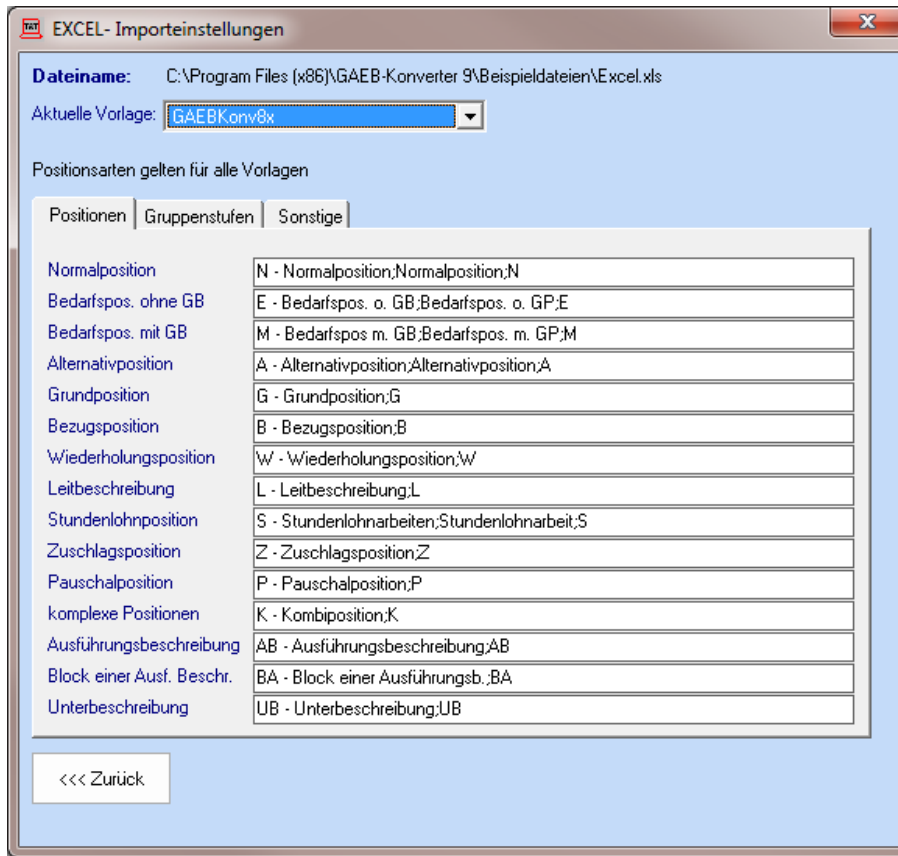 TAT EXCEL- Importeinstellungen
Dateiname: C:\Program Files (x86)\GAEB-Konverter 9\Beispieldateien\Excel.xls
Aktuelle Vorlage: GAEBKonv8x
Positionsarten gelten für alle Vorlagen
Positionen Gruppenstufen Sonstige
Normalposition N - Normalposition;Normalposition;N
Bedarfspos. ohne GB E - Bedarfspos. o. GB;Bedarfspos. o. GP;E
Bedarfspos. mit GB M - Bedarfspos m. GB;Bedarfspos. m. GP;M
Alternativposition A - Alternativposition;Alternativposition;A
Grundposition G - Grundposition;G
Bezugsposition B - Bezugsposition;B
Wiederholungsposition W - Wiederholungsposition;W
Leitbeschreibung L - Leitbeschreibung;L
Stundenlohnposition S - Stundenlohnarbeiten;Stundenlohnarbeit;S
Zuschlagsposition Z - Zuschlagsposition;Z
Pauschalposition P - Pauschalposition;P
komplexe Positionen K - Kombiposition;K
Ausführungsbeschreibung AB - Ausführungsbeschreibung;AB
Block einer Ausf. Beschr. BA - Block einer Ausführungsb.;BA
Unterbeschreibung UB - Unterbeschreibung;UB
<<< Zurück